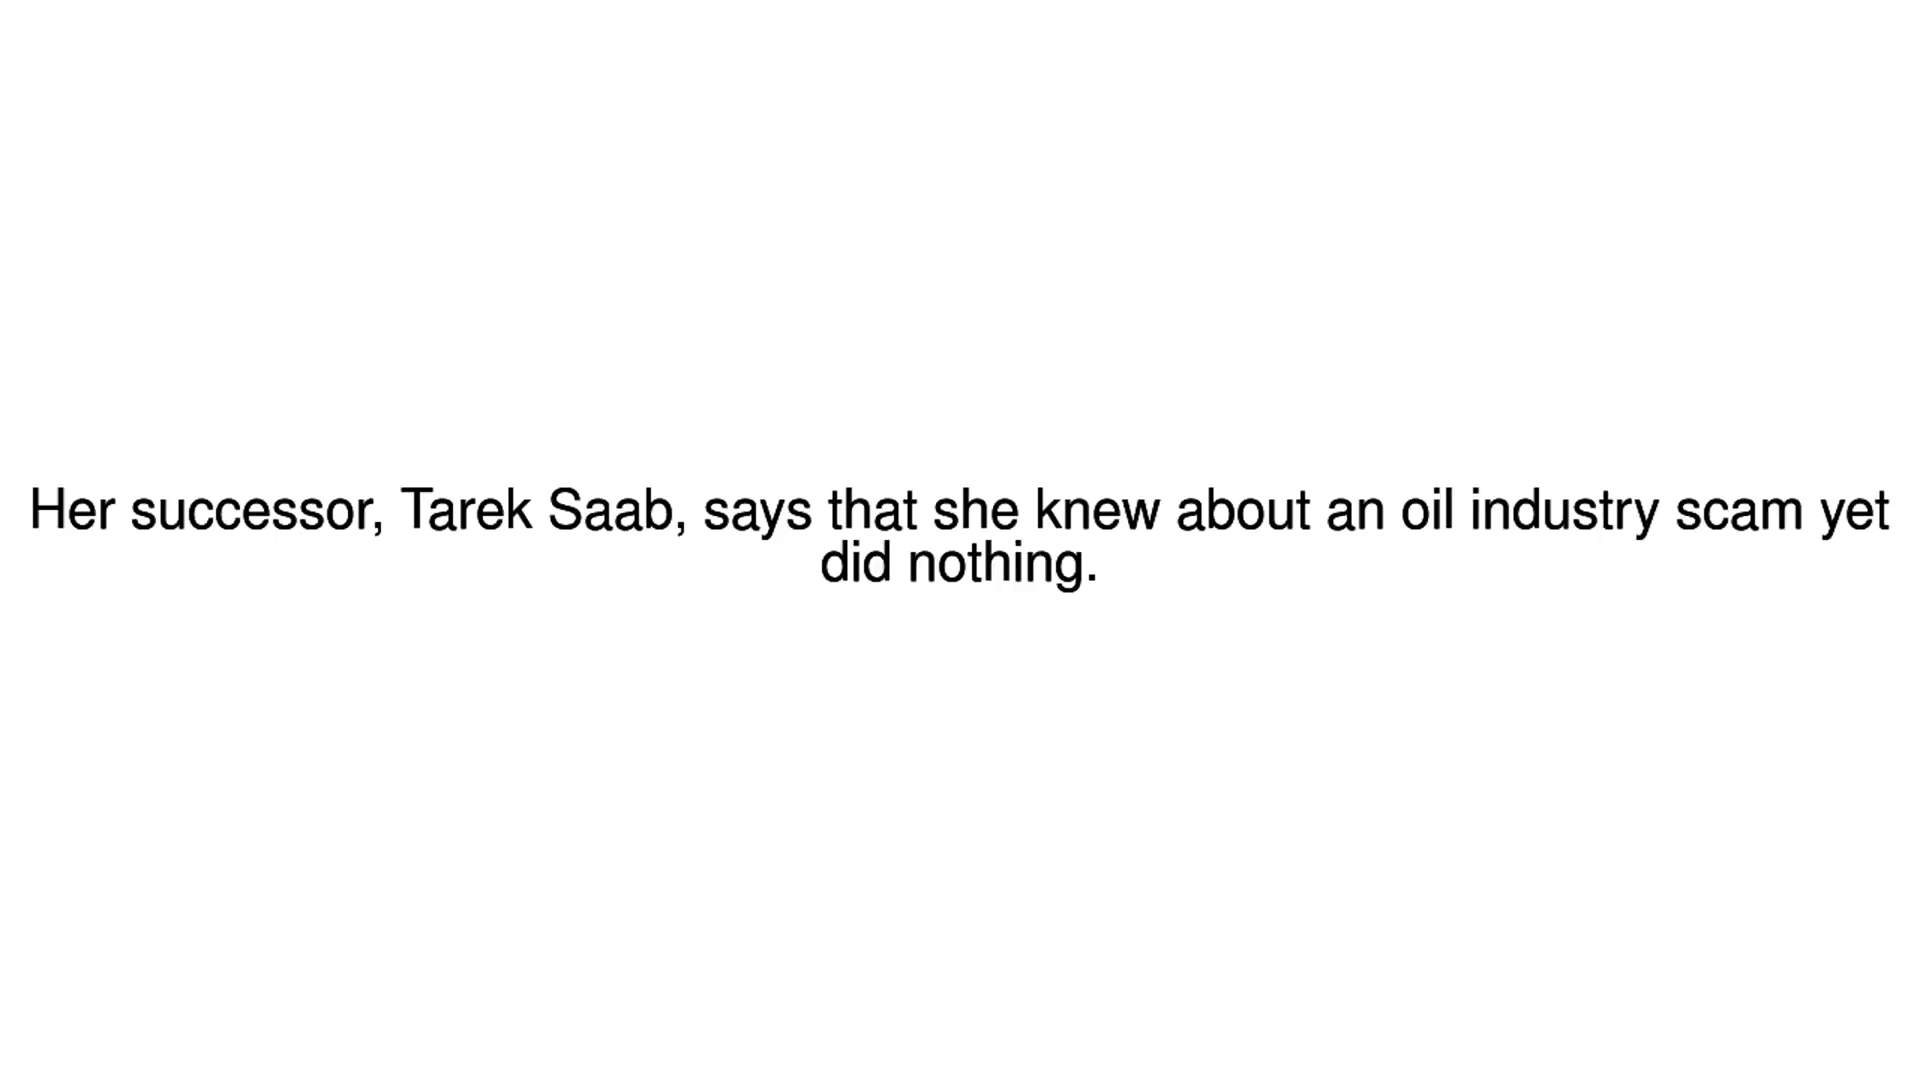 Her successor, Tarek Saab, says that she knew about an oil industry scam yet
did nothing.